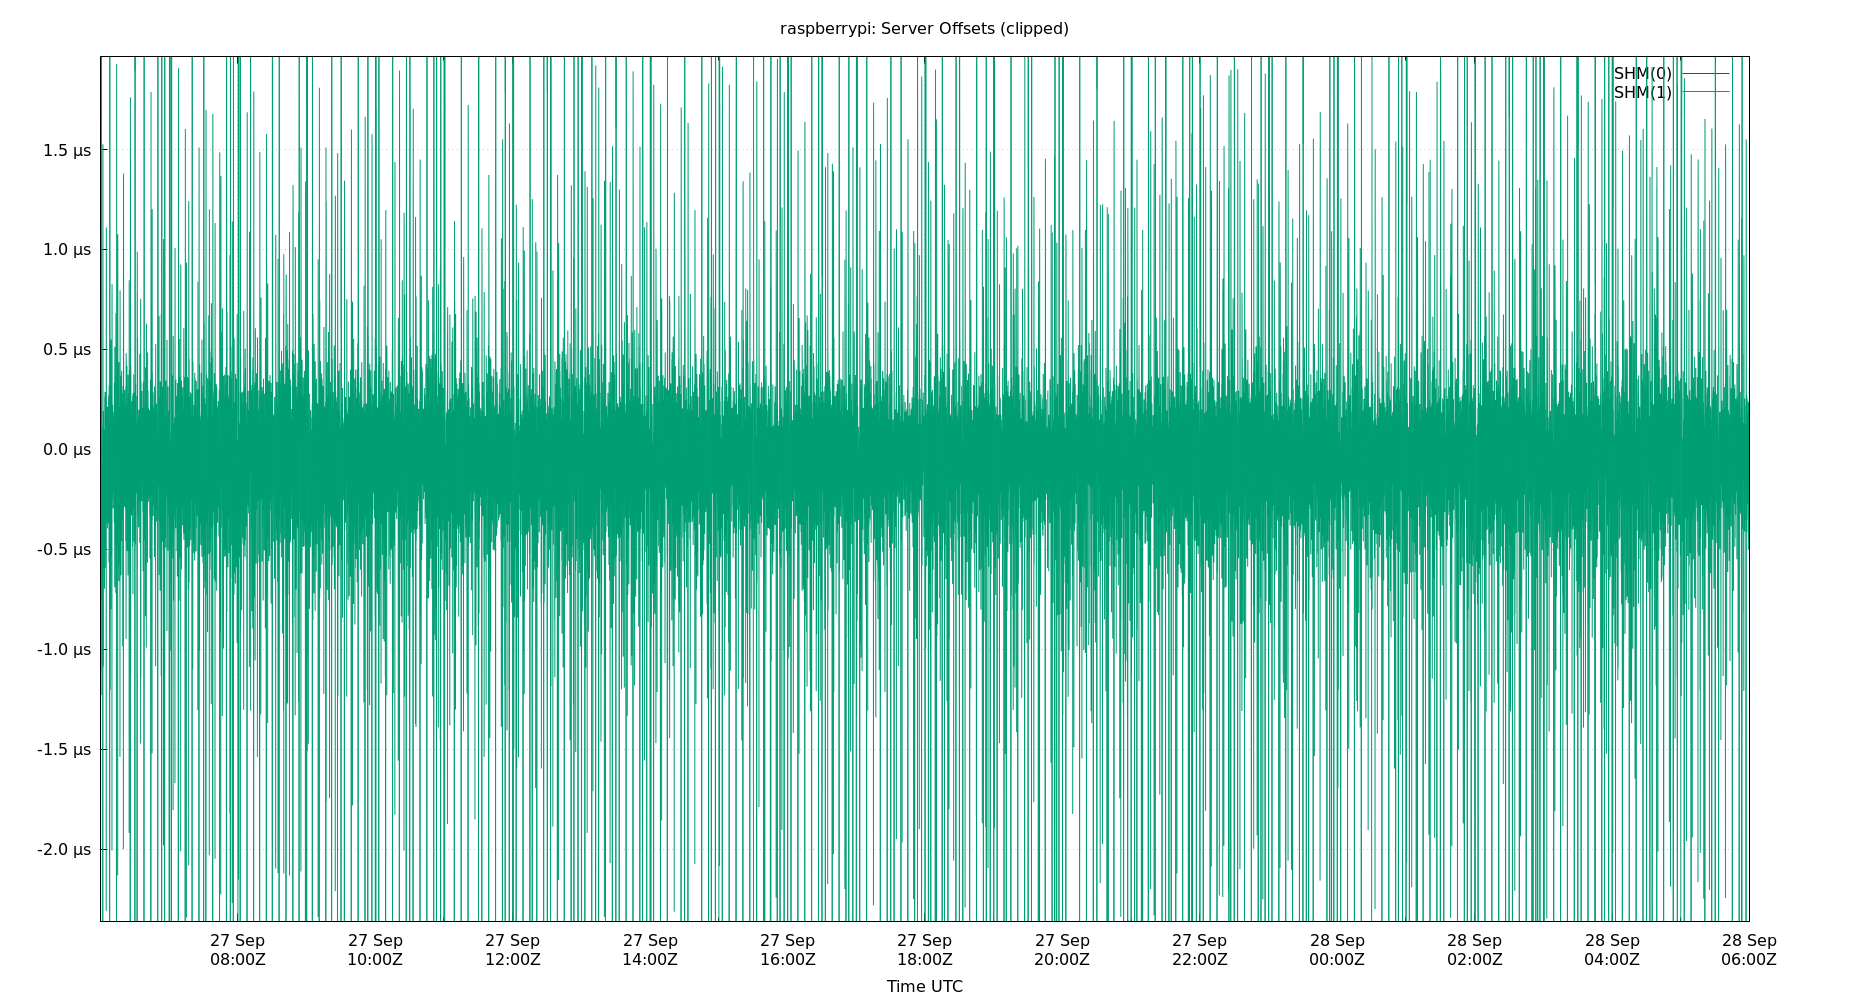 raspberrypi: Server Offsets (clipped)
SHM(0)
SHM(1)
1.5 µs
1.0 µs
0.5 µs
0.0 µs
-0.5 µs
-1.0 µs
-1.5 µs
-2.0 µs
27 Sep 27 Sep 27 Sep 27 Sep 27 Sep 27 Sep 27 Sep 27 Sep 28 Sep 28 Sep 28 Sep 28 Sep
08:00Z 10:00Z 12:00Z 14:00Z 16:00Z 18:00Z 20:00Z 22:00Z 00:00Z 02:00Z 04:00Z 06:00Z
Time UTC